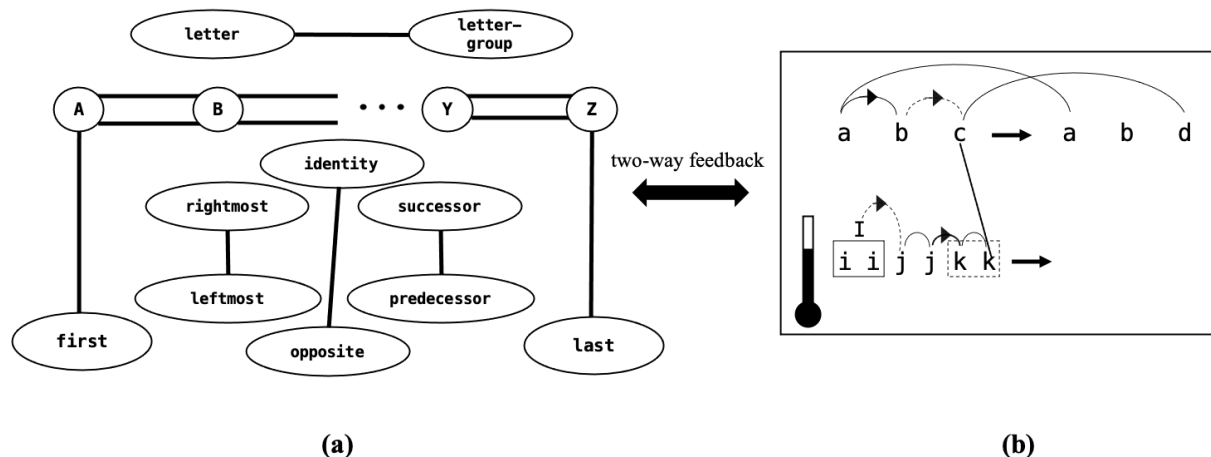 letter
letter-
group
A B • • • Y Z
identity
rightmost successor
leftmost predecessor
first opposite last
two-way feedback
a b c a b d
I
i i j j k k
(a) (b)